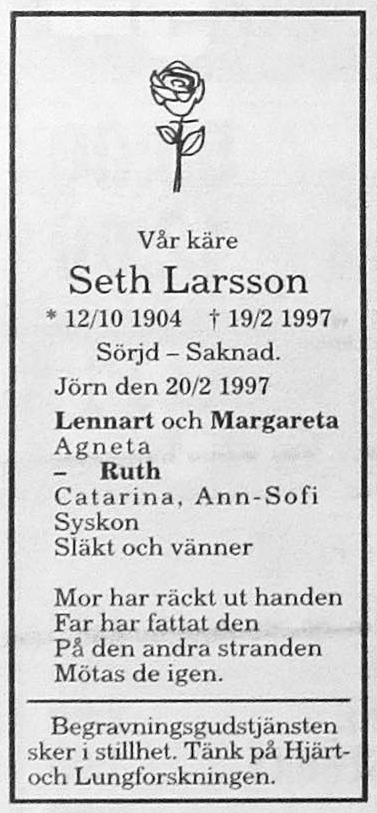 Vår käre
Seth Larsson
* 12/10 1904 † 19/2 1997
Sörjd – Saknad.
Jörn den 20/2 1997
Lennart och Margareta
Agneta
– Ruth
Catarina, Ann-Sofi
Syskon
Släkt och vänner
Mor har räckt ut handen
Far har fattat den
På den andra stranden
Mötas de igen.
Begravningsgudstjänsten
sker i stillhet. Tänk på Hjärt-
och Lungforskningen.